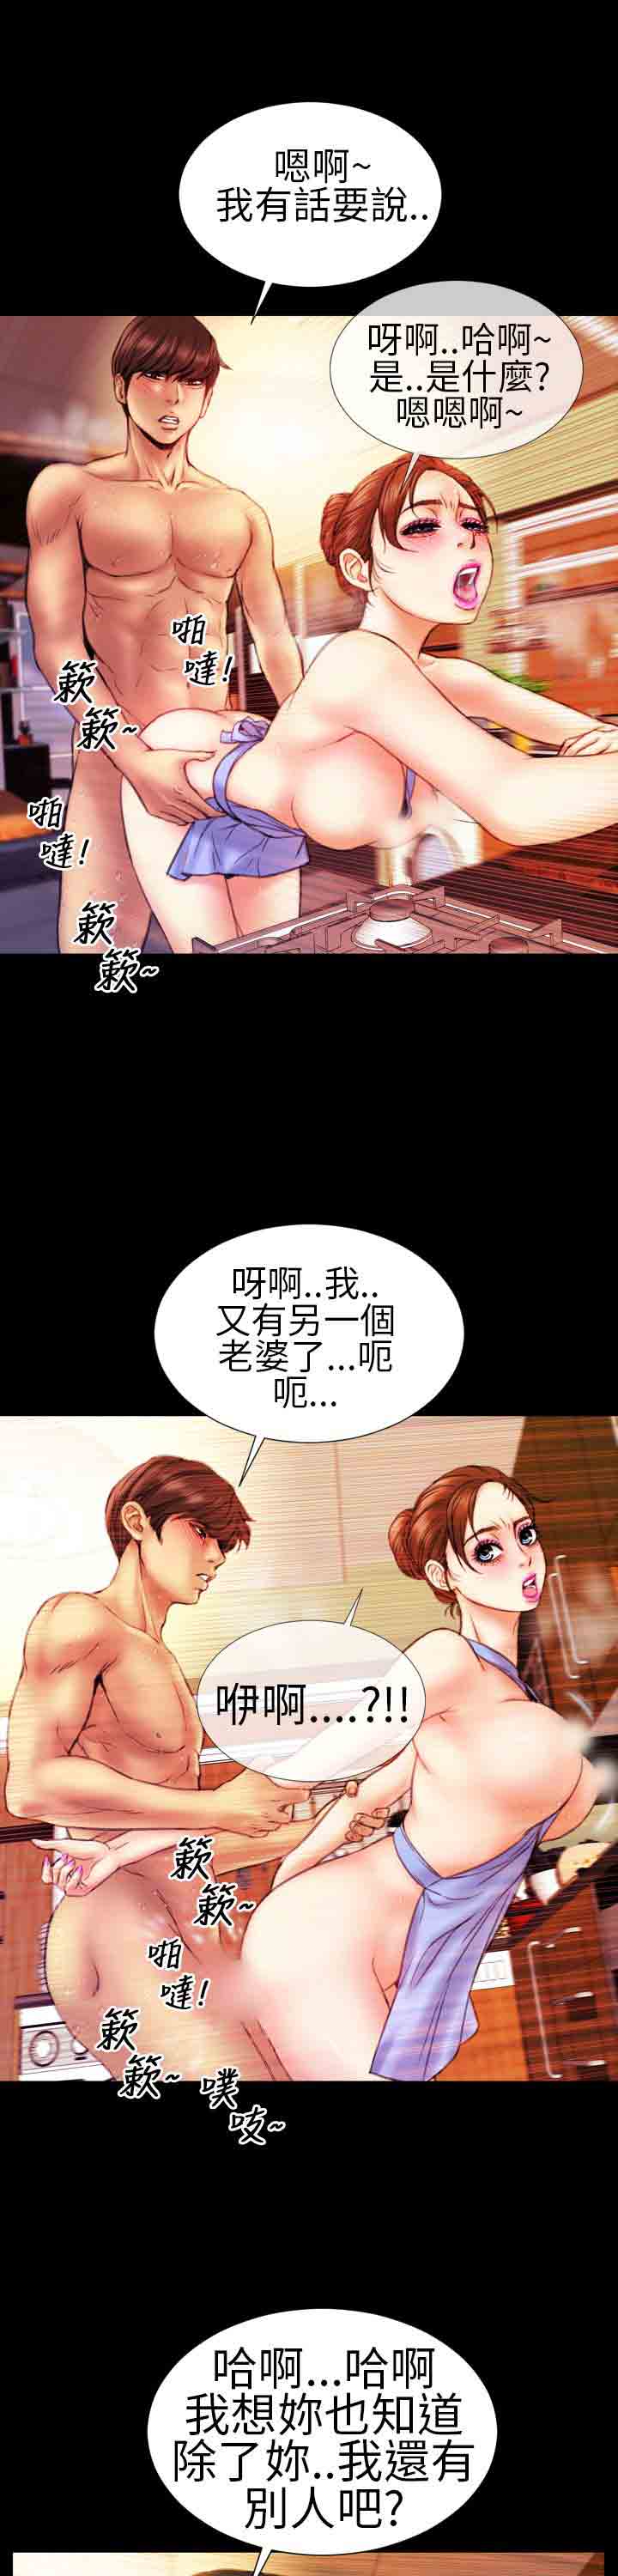 嗯啊~
我有話要說..
呀啊..哈啊~
是..是什麼?
嗯嗯啊~
啪
噠!
簌
簌~
啪
噠!
簌
簌~
呀啊..我..
又有另一個
老婆了...呃
呃...
咿啊....?!!
簌
簌~
啪
噠!
簌
簌~
噗
吱~
哈啊...哈啊
我想妳也知道
除了妳..我還有
別人吧?